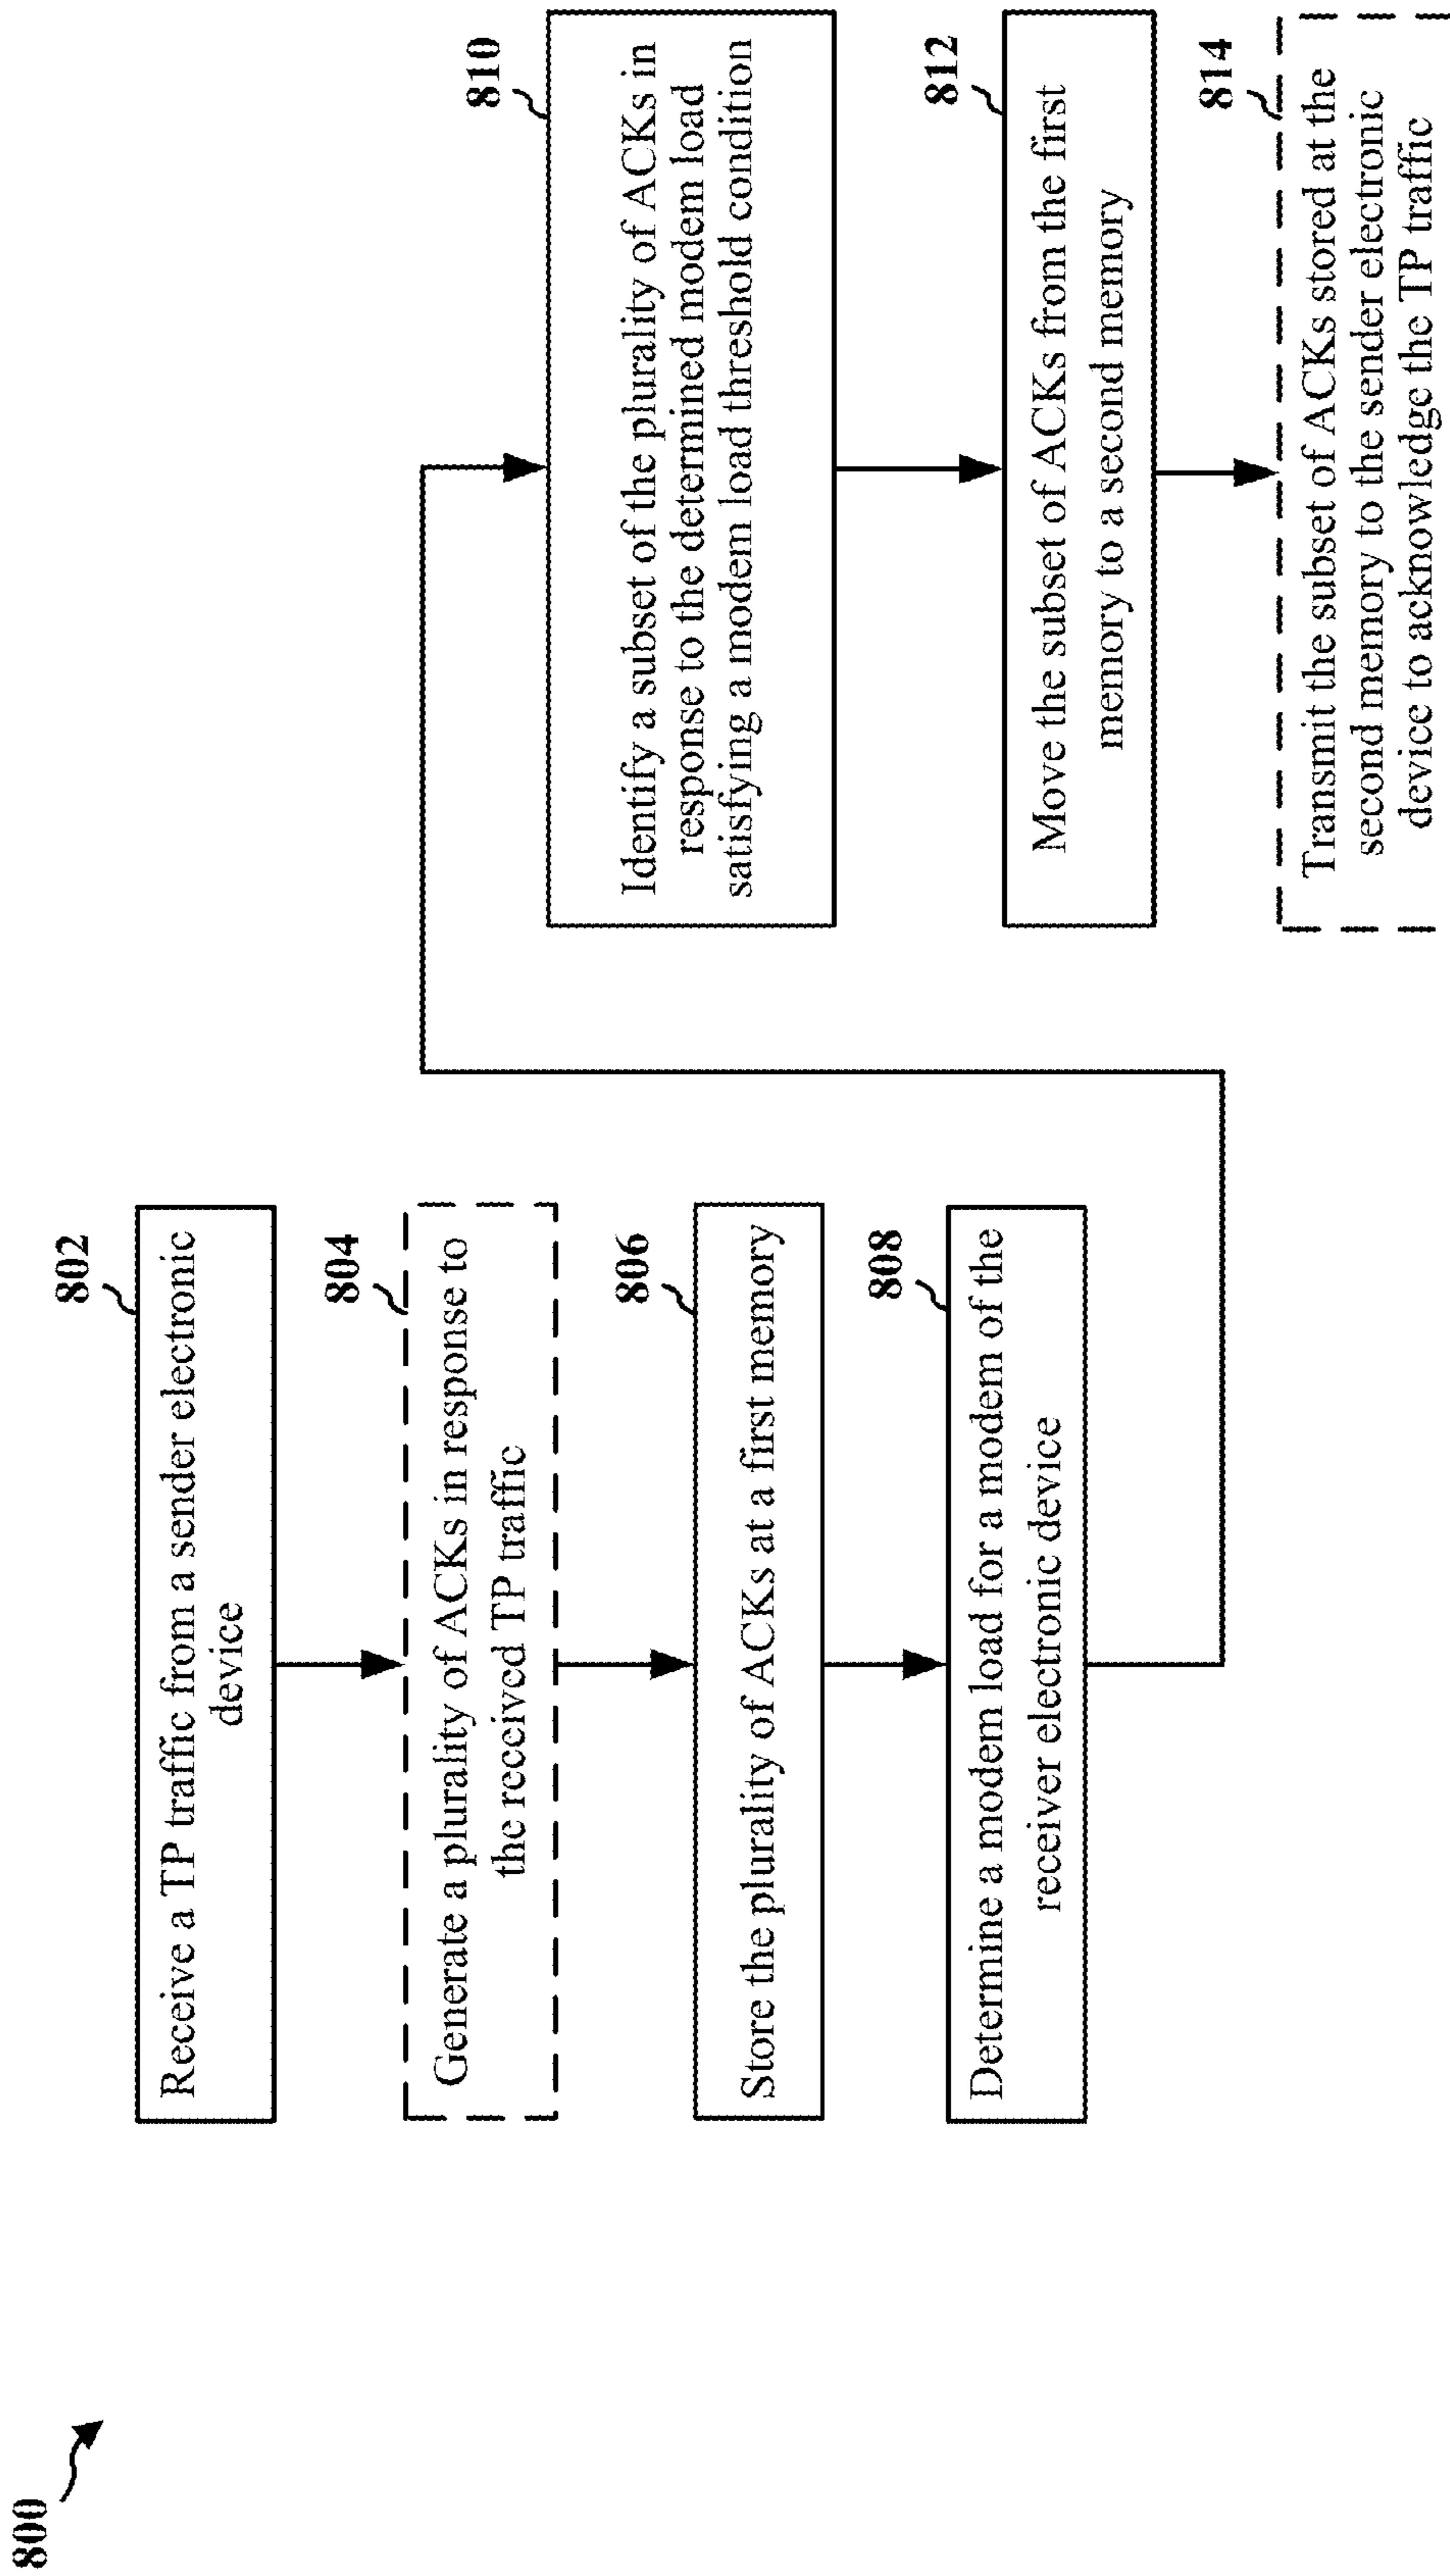 800
802
Receive a TP traffic from a sender electronic
device
804
Generate a plurality of ACKs in response to
the received TP traffic
806
Store the plurality of ACKs at a first memory
808
Determine a modem load for a modem of the
receiver electronic device
810
Identify a subset of the plurality of ACKs in
response to the determined modem load
satisfying a modem load threshold condition
812
Move the subset of ACKs from the first
memory to a second memory
814
Transmit the subset of ACKs stored at the
second memory to the sender electronic
device to acknowledge the TP traffic